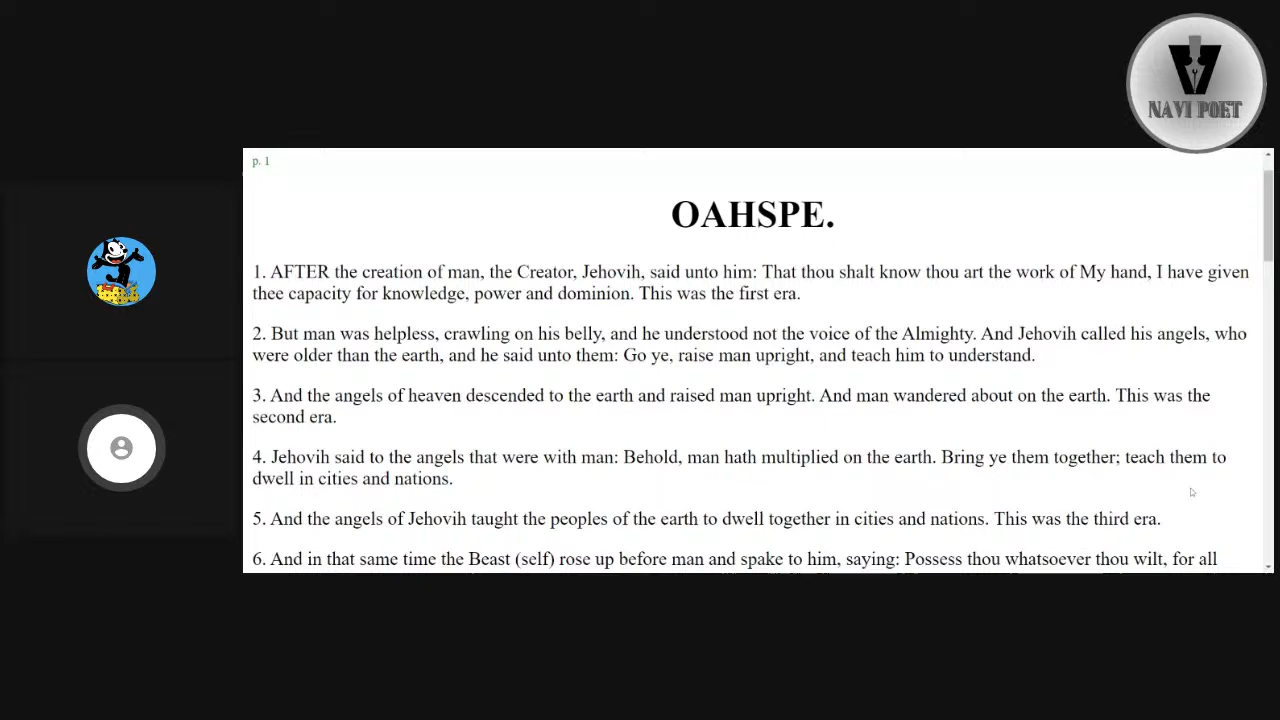 NAVI POET
p. 1
OAHSPE.
1. AFTER the creation of man, the Creator, Jehovih, said unto him: That thou shalt know thou art the work of My hand, I have given
thee capacity for knowledge, power and dominion. This was the first era.
2. But man was helpless, crawling on his belly, and he understood not the voice of the Almighty. And Jehovih called his angels, who
were older than the earth, and he said unto them: Go ye, raise man upright, and teach him to understand.
3. And the angels of heaven descended to the earth and raised man upright. And man wandered about on the earth. This was the
second era.
4. Jehovih said to the angels that were with man: Behold, man hath multiplied on the earth. Bring ye them together; teach them to
dwell in cities and nations.
5. And the angels of Jehovih taught the peoples of the earth to dwell together in cities and nations. This was the third era.
6. And in that same time the Beast (self) rose up before man and spake to him, saying: Possess thou whatsoever thou wilt, for all